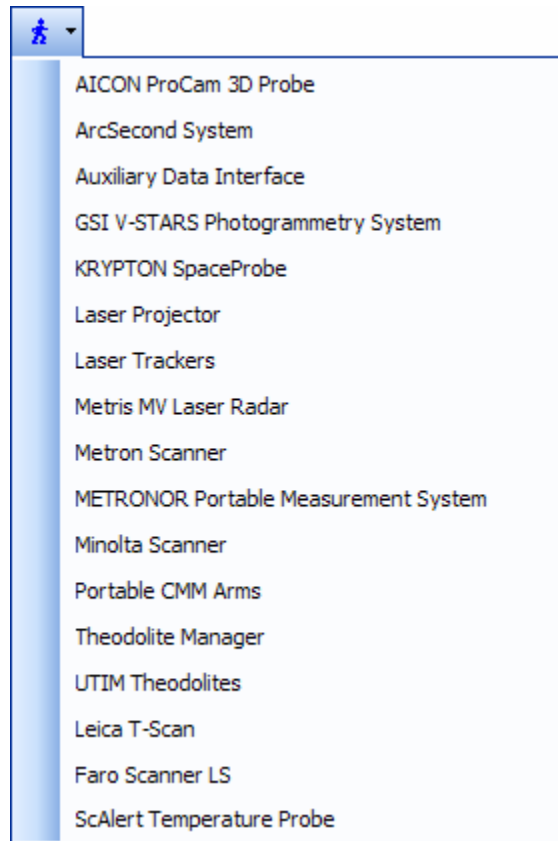 AICON ProCam 3D Probe
ArcSecond System
Auxiliary Data Interface
GSI V-STARS Photogrammetry System
KRYPTON SpaceProbe
Laser Projector
Laser Trackers
Metris MV Laser Radar
Metron Scanner
METRONOR Portable Measurement System
Minolta Scanner
Portable CMM Arms
Theodolite Manager
UTIM Theodolites
Leica T-Scan
Faro Scanner LS
ScAlert Temperature Probe